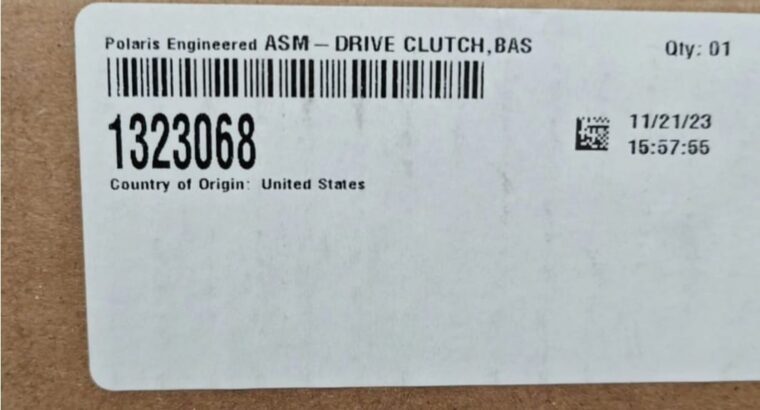 Polaris Engineered ASM – DRIVE CLUTCH,BAS
Qty: 01
1323068
11/21/23
15:57:55
Country of Origin: United States